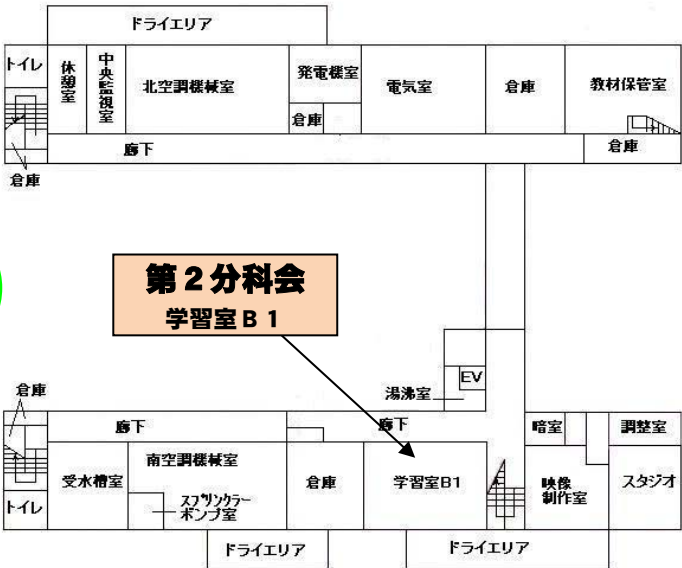 ドライエリア
トイレ
休憩室
中央監視室
北空調機械室
発電機室
倉庫
電気室
倉庫
教材保管室
廊下
倉庫
倉庫
第2分科会
学習室B1
EV
湯沸室
倉庫
廊下
廊下
暗室
調整室
受水槽室
南空調機械室
スプリンクラー
ポンプ室
倉庫
学習室B1
映像
制作室
スタジオ
トイレ
ドライエリア
ドライエリア